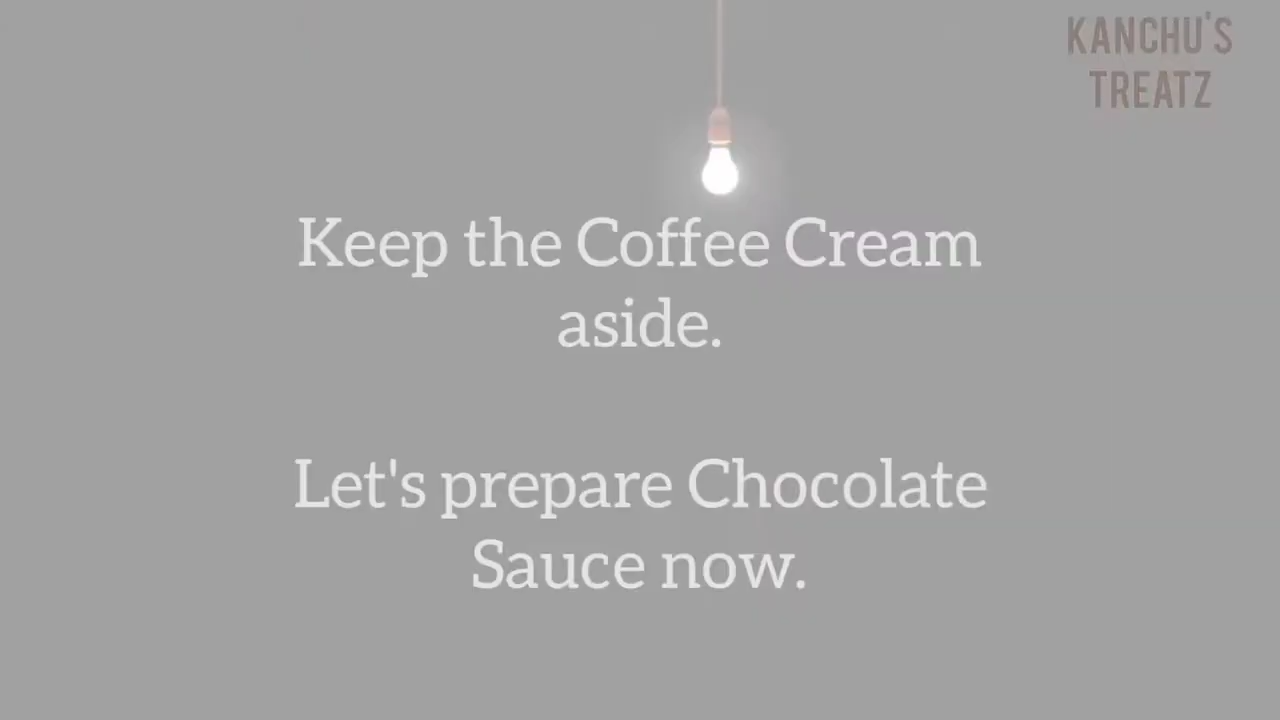 KANCHU'S
TREATZ
Keep the Coffee Cream
aside.
Let's prepare Chocolate
Sauce now.